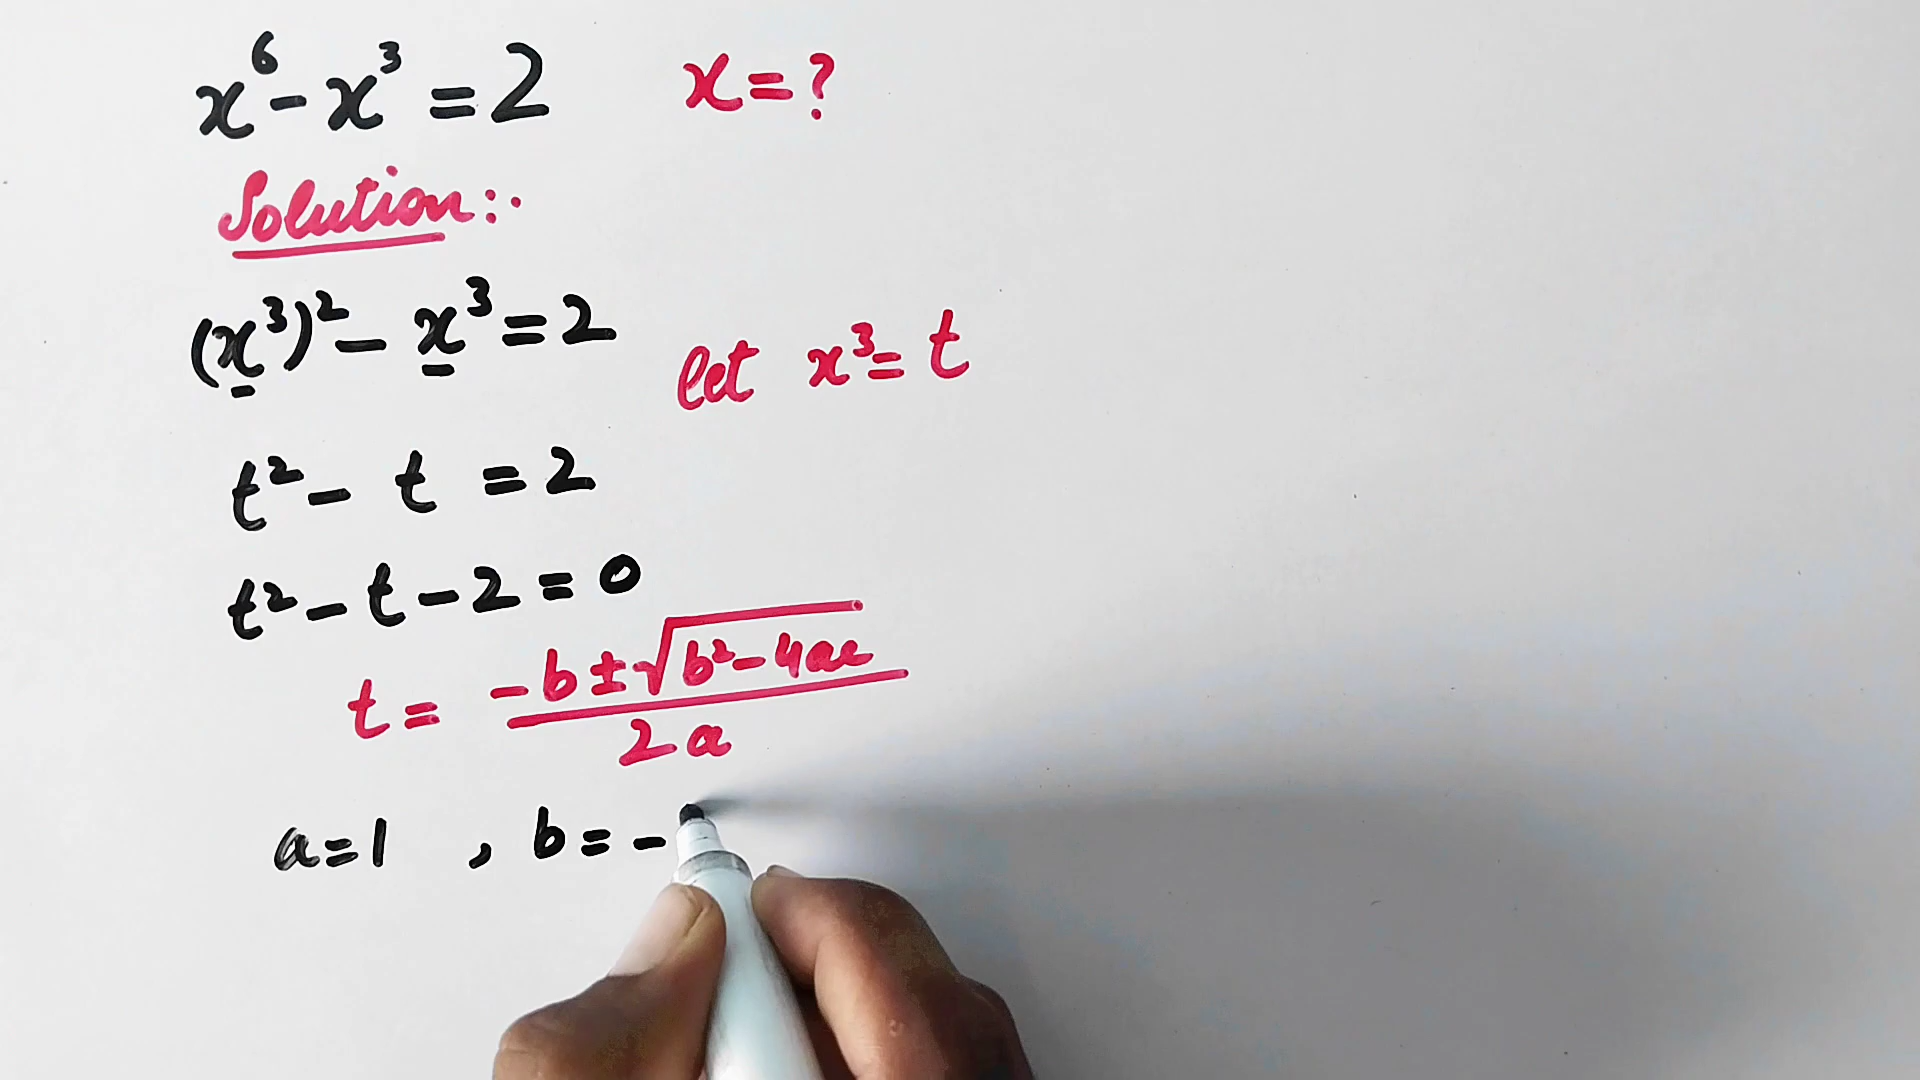 x⁶ - x³ = 2 x = ?
Solution :·
(x³)² - x³ = 2 let x³ = t
t² - t = 2
t² - t - 2 = 0
t = (-b ± √(b² - 4ac)) / 2a
a = 1 , b = -